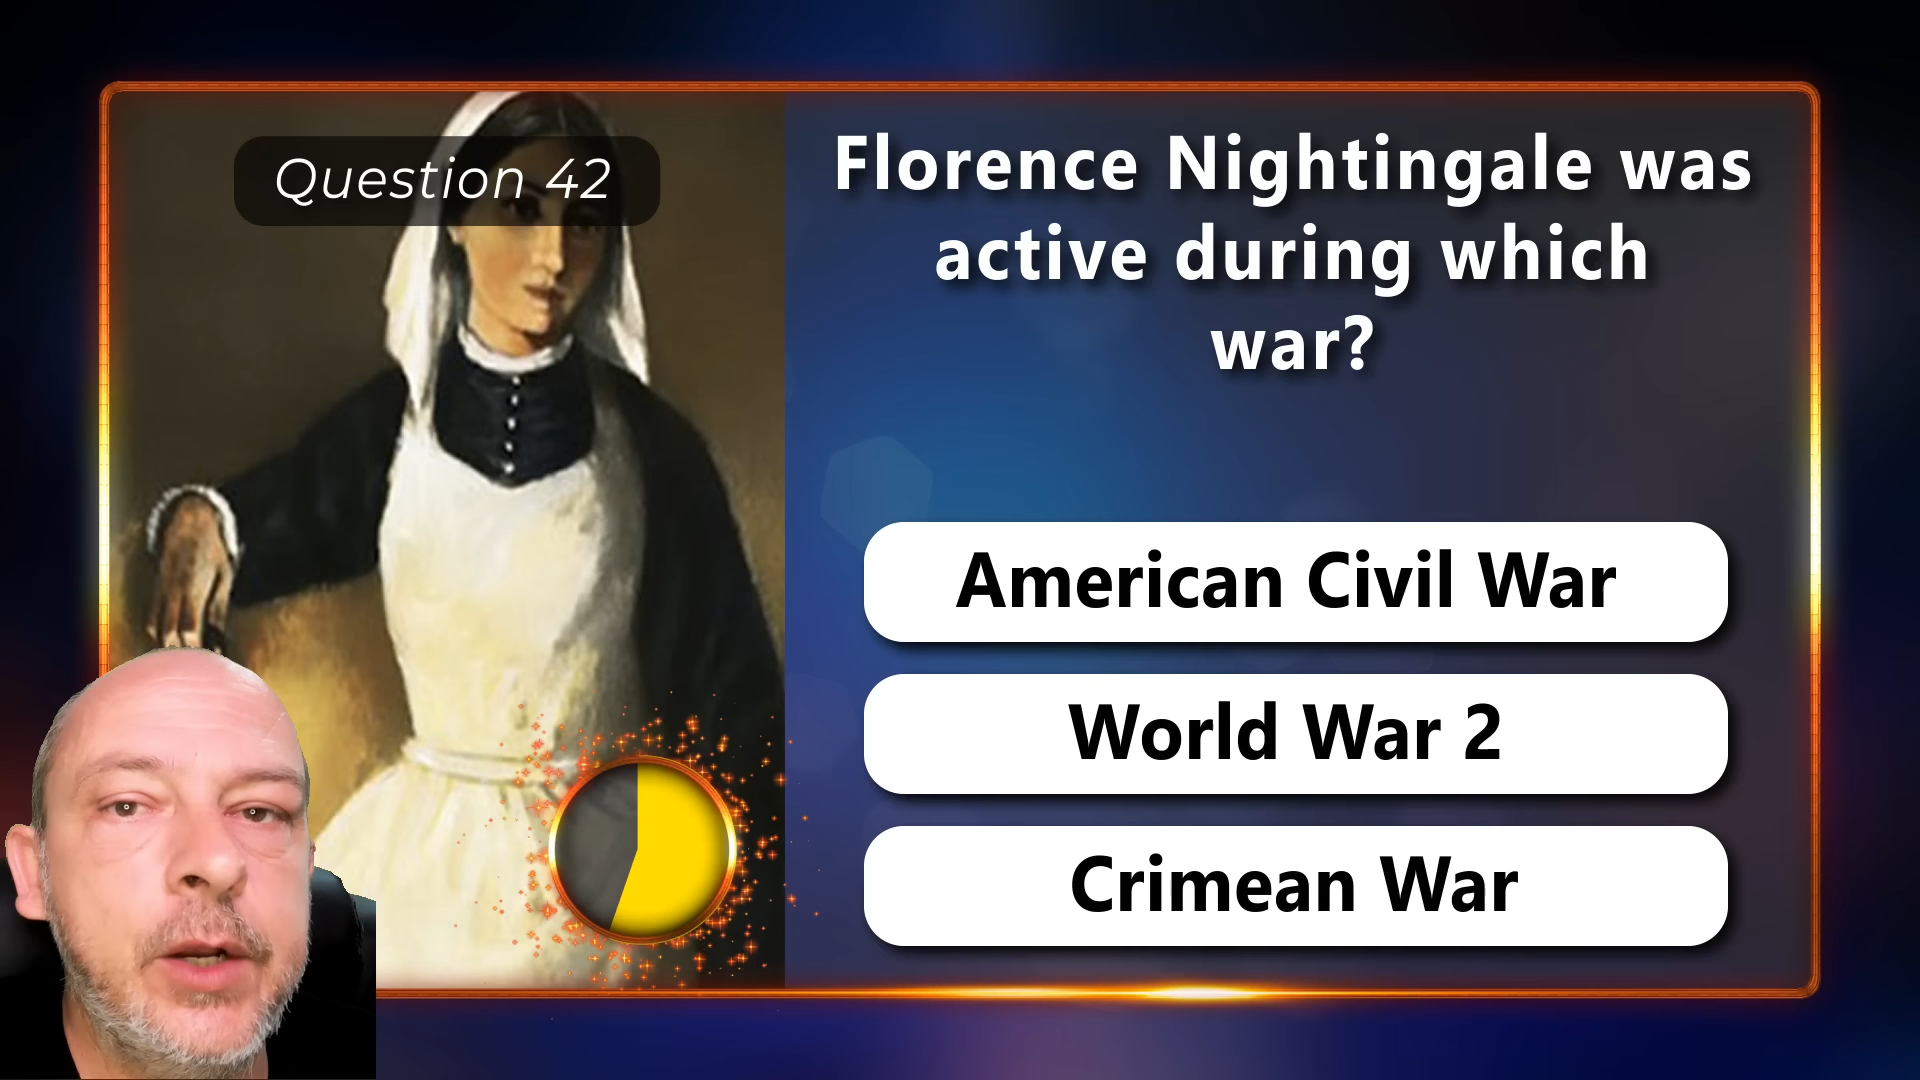 Question 42
Florence Nightingale was
active during which
war?
American Civil War
World War 2
Crimean War